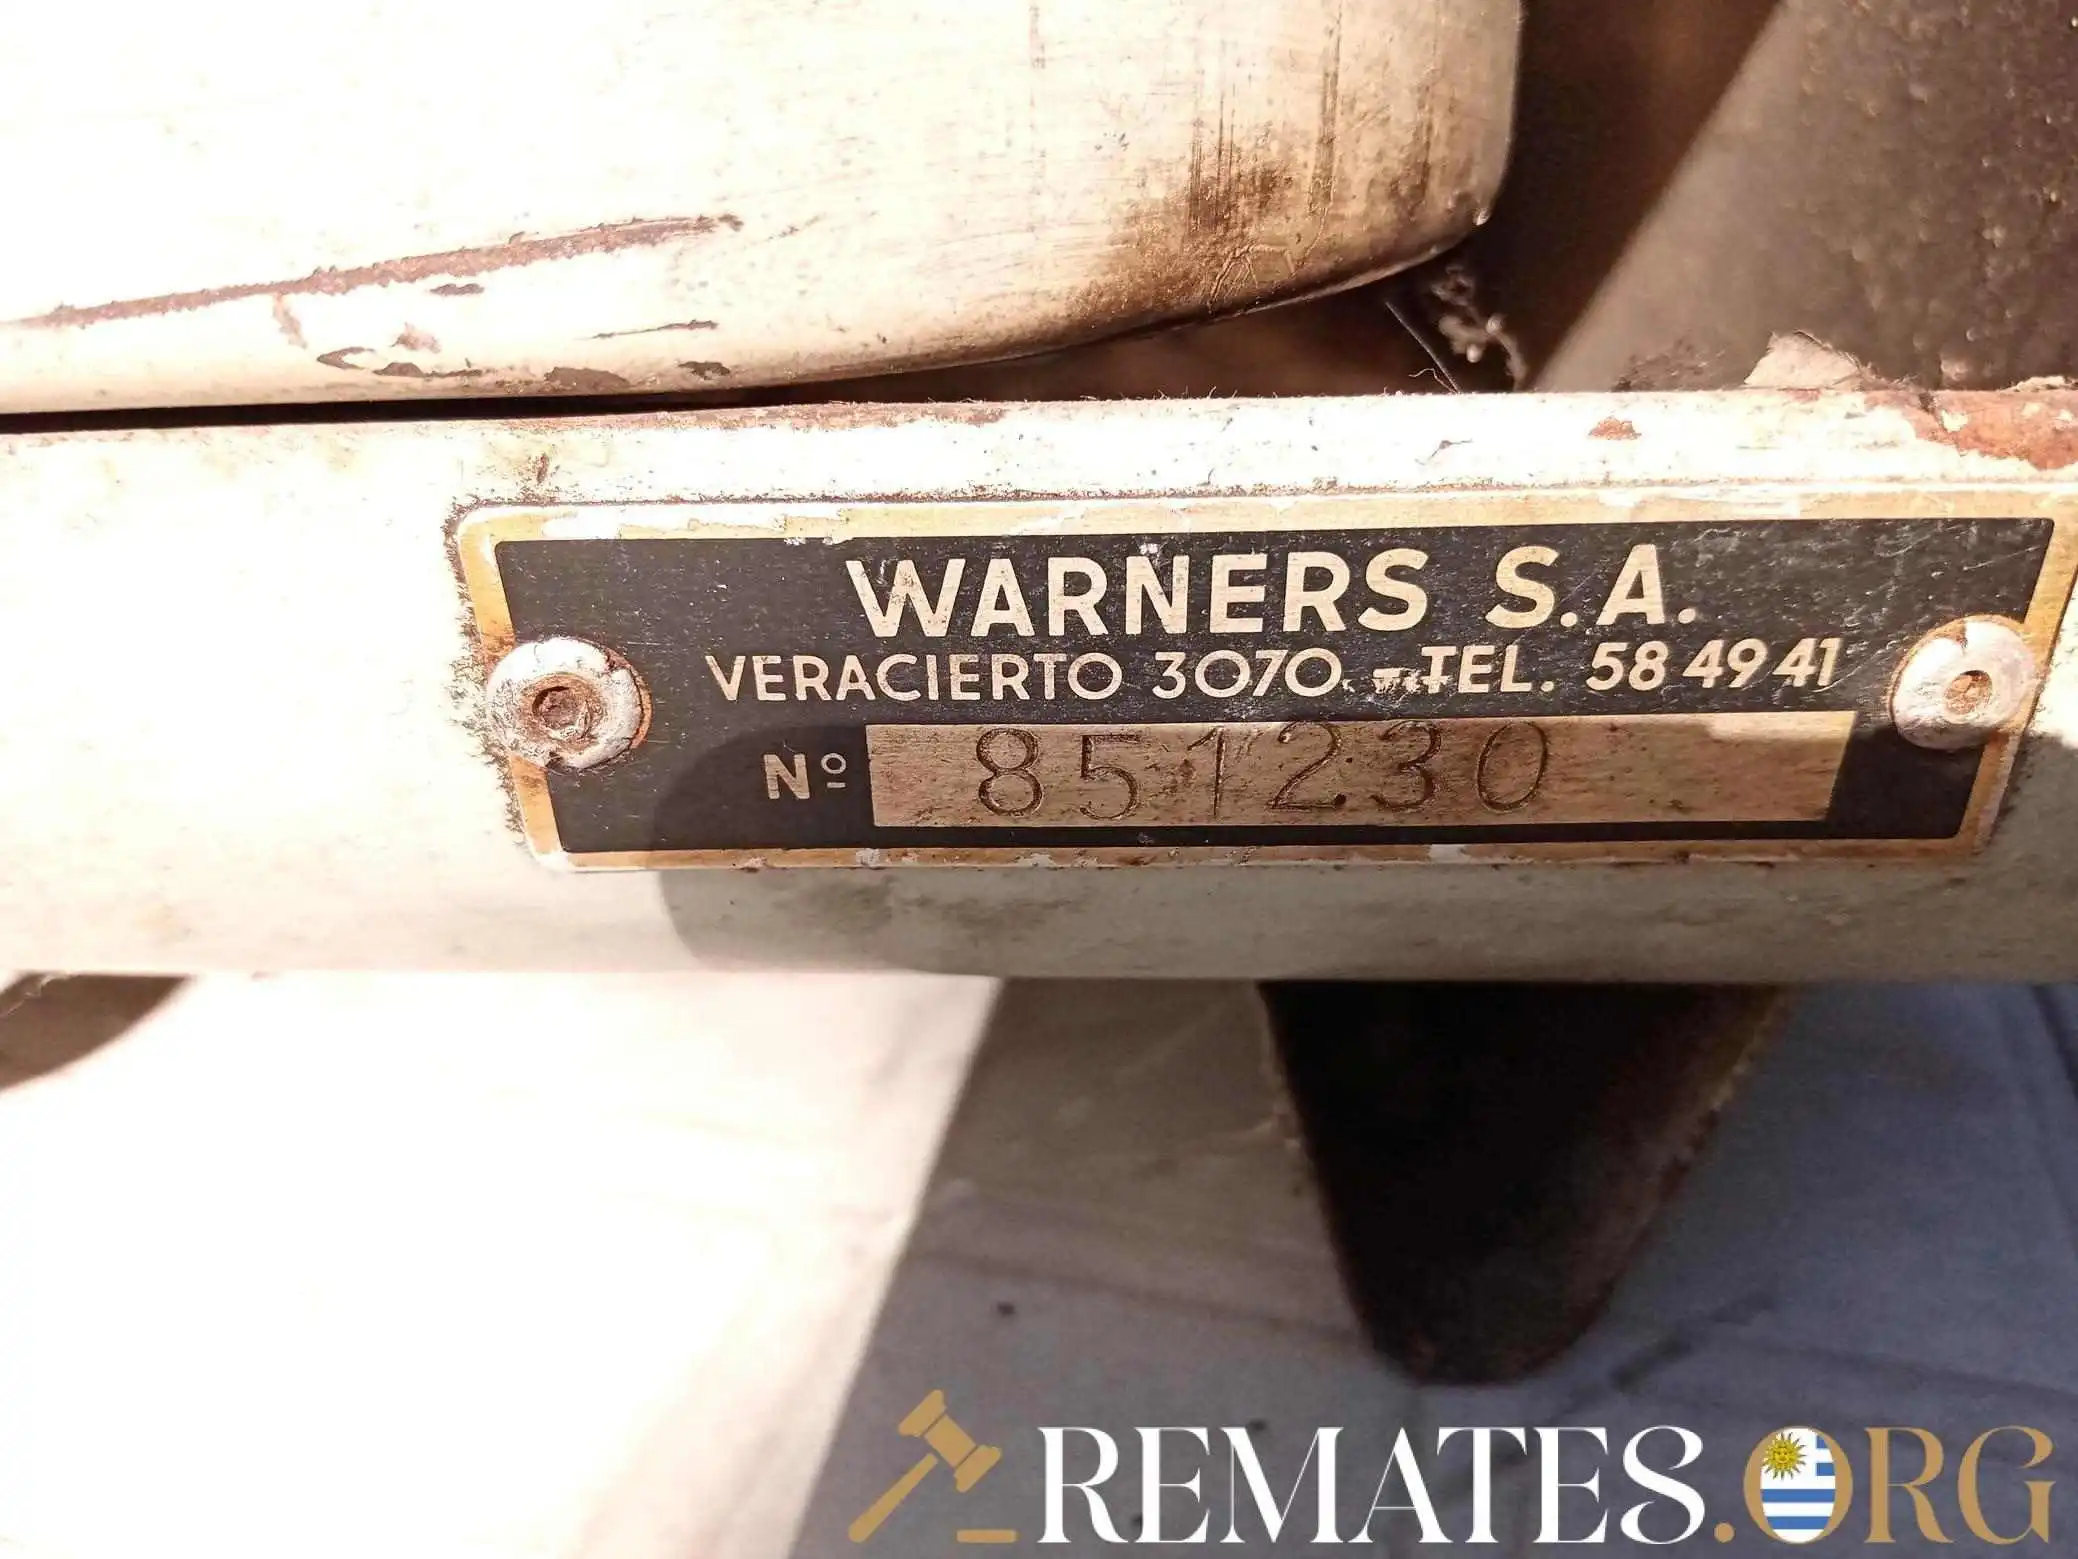 WARNERS S.A.
VERACIERTO 3070 - TEL. 58 49 41
Nº 851230
REMATES.ORG